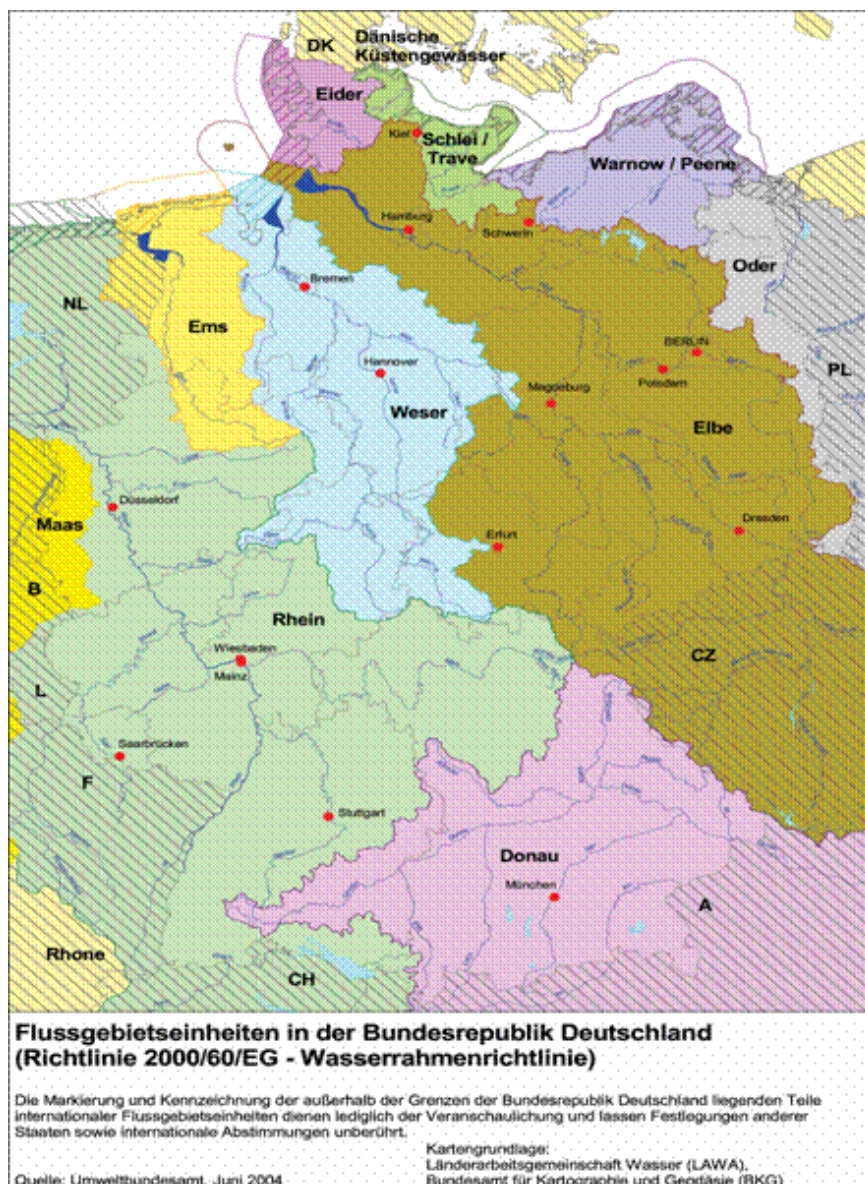 DK
Dänische
Küstengewässer
Eider
Kiel
Schlei /
Trave
Warnow / Peene
Hamburg
Schwerin
Oder
Bremen
NL
Ems
BERLIN
Hannover
Potsdam
PL
Magdeburg
Weser
Elbe
Düsseldorf
Maas
Dresden
Erfurt
B
Rhein
Wiesbaden
CZ
Mainz
L
Saarbrücken
F
Stuttgart
Donau
München
A
Rhone
CH
Flussgebietseinheiten in der Bundesrepublik Deutschland
(Richtlinie 2000/60/EG - Wasserrahmenrichtlinie)
Die Markierung und Kennzeichnung der außerhalb der Grenzen der Bundesrepublik Deutschland liegenden Teile
internationaler Flussgebietseinheiten dienen lediglich der Veranschaulichung und lassen Festlegungen anderer
Staaten sowie internationale Abstimmungen unberührt.
Kartengrundlage:
Länderarbeitsgemeinschaft Wasser (LAWA),
Quelle: Umweltbundesamt, Juni 2004
Bundesamt für Kartographie und Geodäsie (BKG)